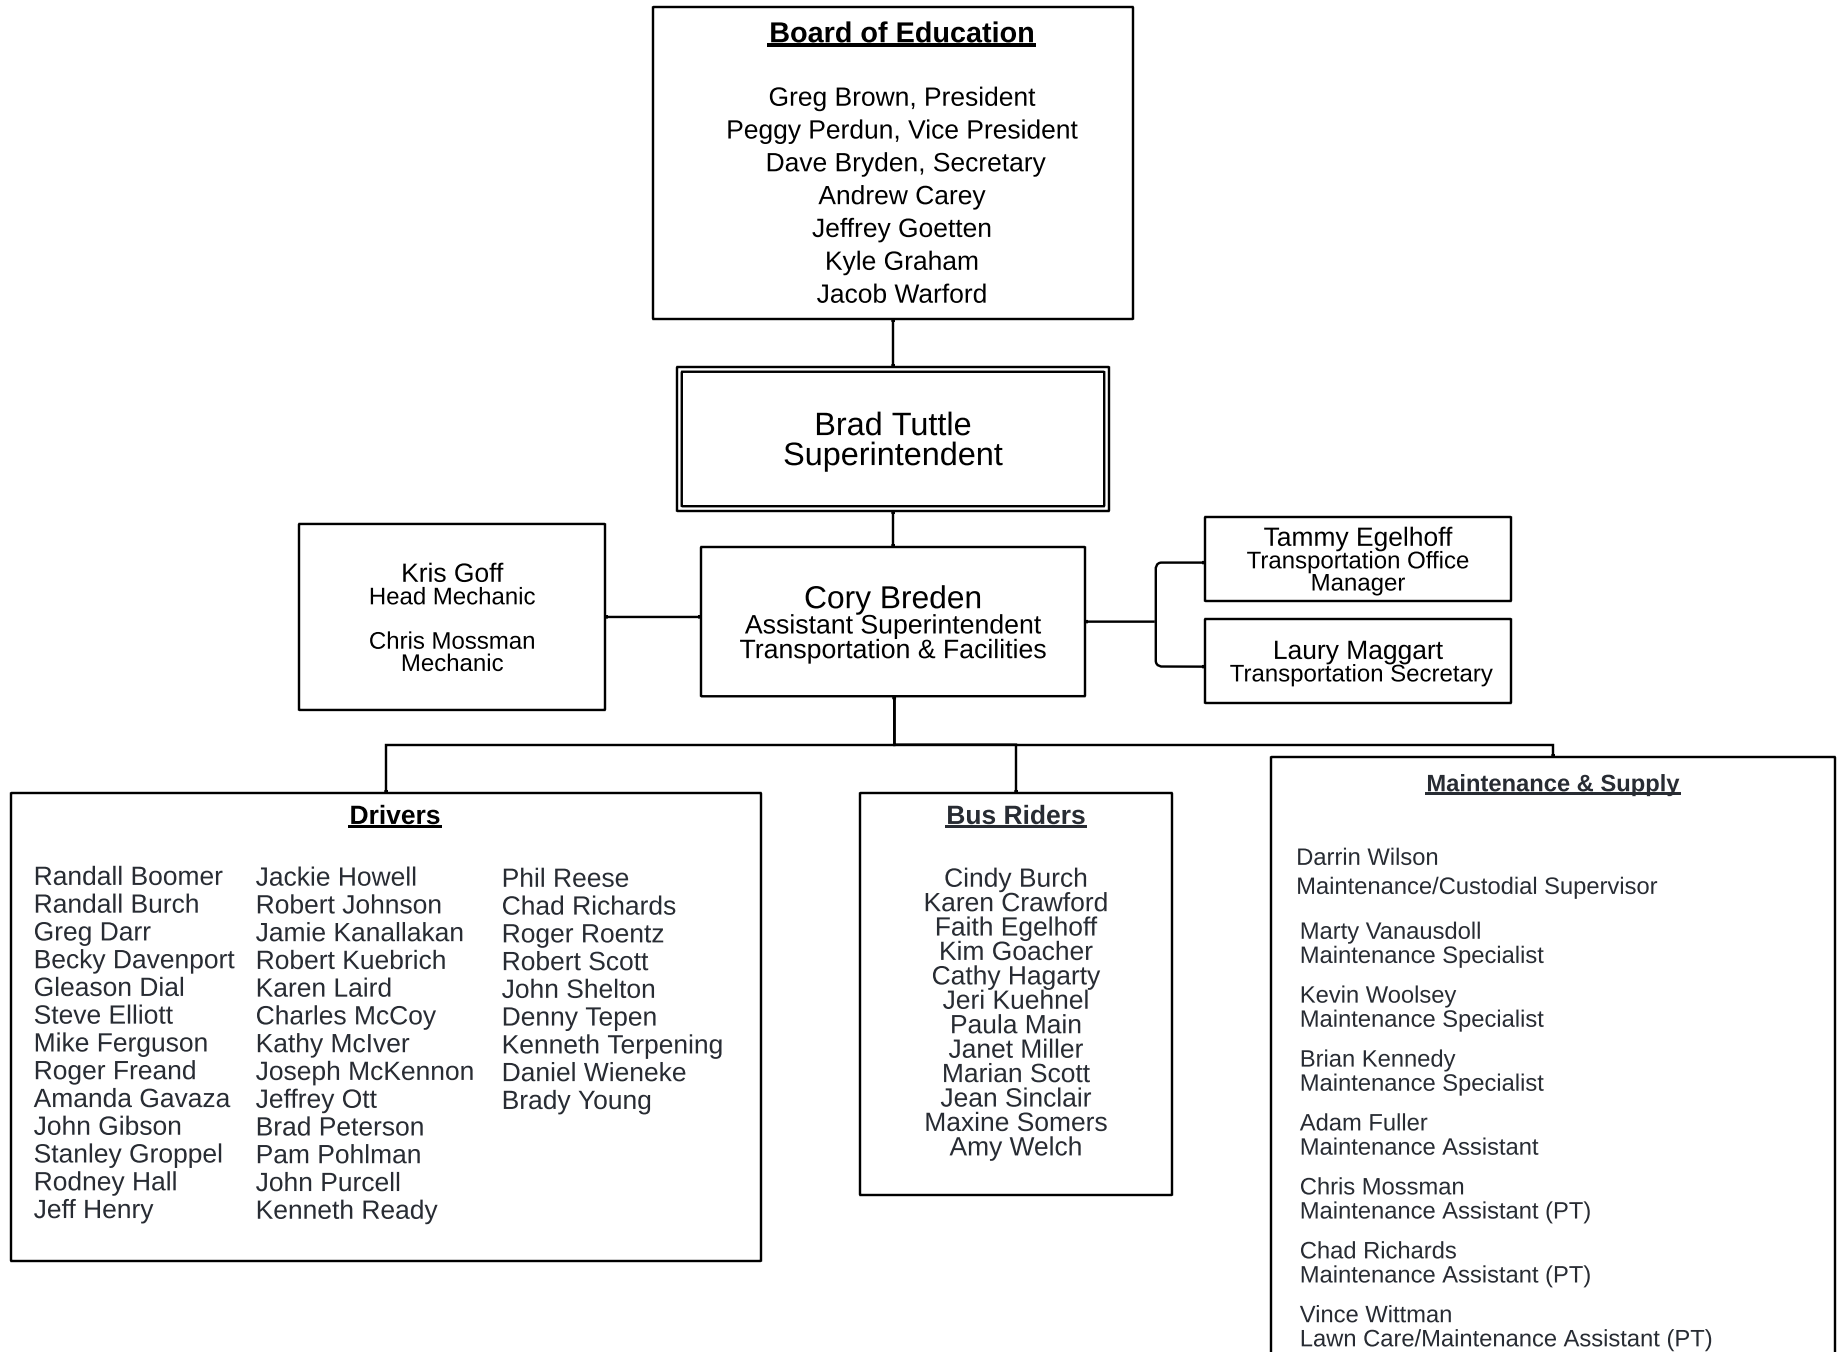 Board of Education
Greg Brown, President
Peggy Perdun, Vice President
Dave Bryden, Secretary
Andrew Carey
Jeffrey Goetten
Kyle Graham
Jacob Warford
Brad Tuttle
Superintendent
Kris Goff
Head Mechanic
Chris Mossman
Mechanic
Cory Breden
Assistant Superintendent
Transportation & Facilities
Tammy Egelhoff
Transportation Office
Manager
Laury Maggart
Transportation Secretary
Drivers
Randall Boomer
Randall Burch
Greg Darr
Becky Davenport
Gleason Dial
Steve Elliott
Mike Ferguson
Roger Freand
Amanda Gavaza
John Gibson
Stanley Groppel
Rodney Hall
Jeff Henry
Jackie Howell
Robert Johnson
Jamie Kanallakan
Robert Kuebrich
Karen Laird
Charles McCoy
Kathy McIver
Joseph McKennon
Jeffrey Ott
Brad Peterson
Pam Pohlman
John Purcell
Kenneth Ready
Phil Reese
Chad Richards
Roger Roentz
Robert Scott
John Shelton
Denny Tepen
Kenneth Terpening
Daniel Wieneke
Brady Young
Bus Riders
Cindy Burch
Karen Crawford
Faith Egelhoff
Kim Goacher
Cathy Hagarty
Jeri Kuehnel
Paula Main
Janet Miller
Marian Scott
Jean Sinclair
Maxine Somers
Amy Welch
Maintenance & Supply
Darrin Wilson
Maintenance/Custodial Supervisor
Marty Vanausdoll
Maintenance Specialist
Kevin Woolsey
Maintenance Specialist
Brian Kennedy
Maintenance Specialist
Adam Fuller
Maintenance Assistant
Chris Mossman
Maintenance Assistant (PT)
Chad Richards
Maintenance Assistant (PT)
Vince Wittman
Lawn Care/Maintenance Assistant (PT)